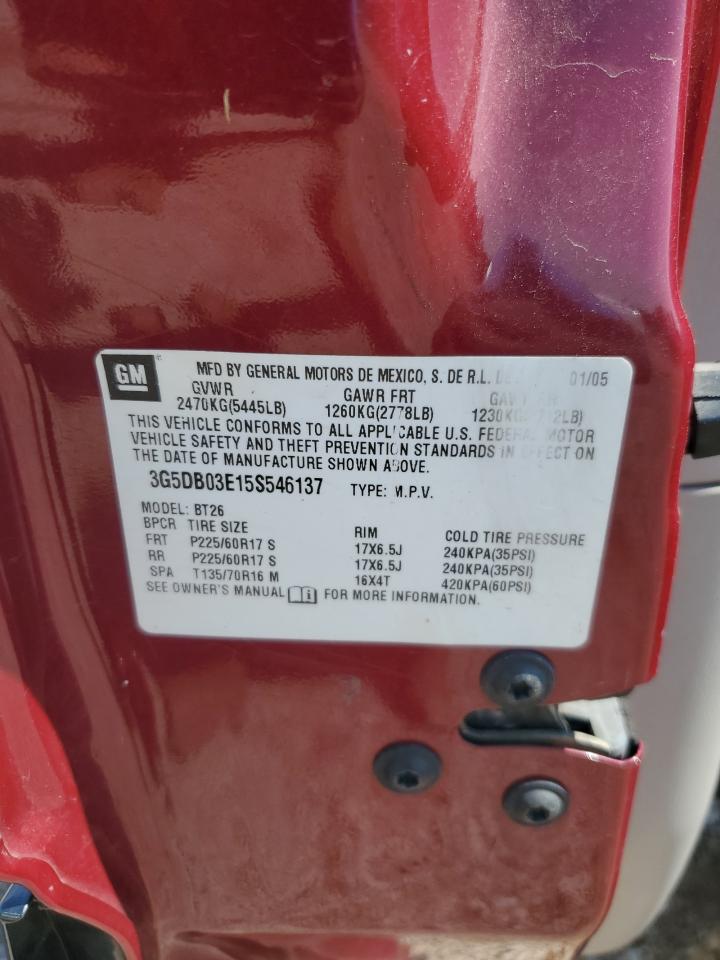 GM MFD BY GENERAL MOTORS DE MEXICO, S. DE R.L. 01/05
GVWR GAWR FRT
2470KG(5445LB) 1260KG(2778LB)
THIS VEHICLE CONFORMS TO ALL APPLICABLE U.S. FEDERAL MOTOR
VEHICLE SAFETY AND THEFT PREVENTION STANDARDS IN EFFECT ON
THE DATE OF MANUFACTURE SHOWN ABOVE.
3G5DB03E15S546137 TYPE: M.P.V.
MODEL: BT26
BPCR TIRE SIZE RIM COLD TIRE PRESSURE
FRT P225/60R17 S 17X6.5J 240KPA(35PSI)
RR P225/60R17 S 17X6.5J 240KPA(35PSI)
SPA T135/70R16 M 16X4T 420KPA(60PSI)
SEE OWNER'S MANUAL FOR MORE INFORMATION.